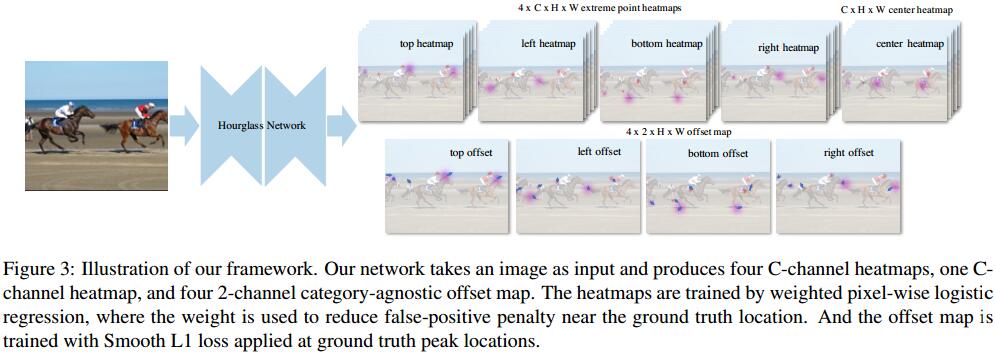 4 x C x H x W extreme point heatmaps
C x H x W center heatmap
top heatmap
left heatmap
bottom heatmap
right heatmap
center heatmap
Hourglass Network
4 x 2 x H x W offset map
top offset
left offset
bottom offset
right offset
Figure 3: Illustration of our framework. Our network takes an image as input and produces four C-channel heatmaps, one C-
channel heatmap, and four 2-channel category-agnostic offset map. The heatmaps are trained by weighted pixel-wise logistic
regression, where the weight is used to reduce false-positive penalty near the ground truth location. And the offset map is
trained with Smooth L1 loss applied at ground truth peak locations.